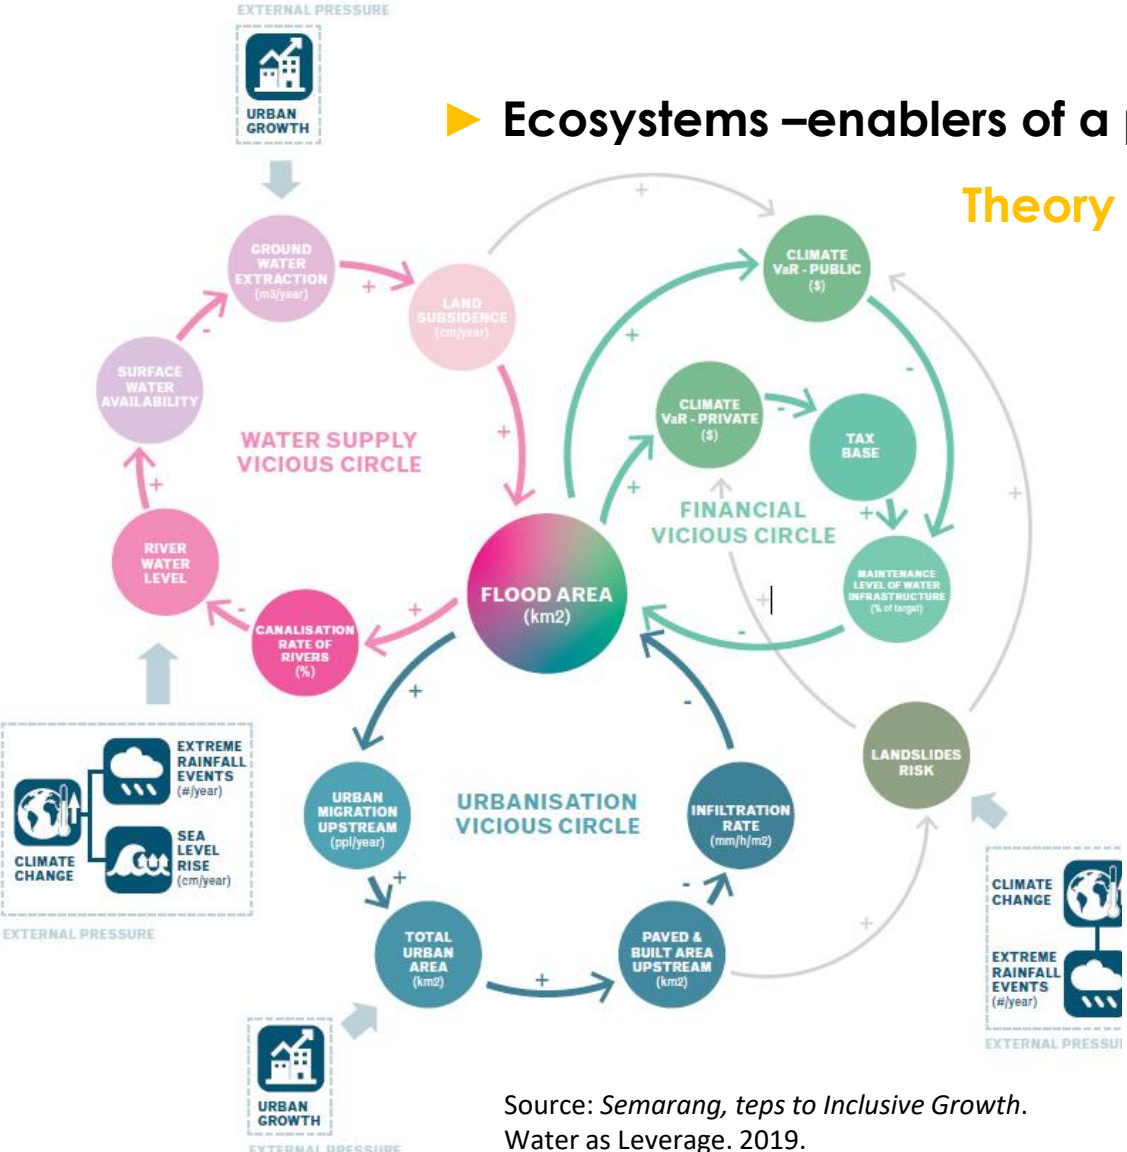 EXTERNAL PRESSURE
URBAN
GROWTH
► Ecosystems –enablers of a p
Theory
GROUND
WATER
EXTRACTION
(m3/year)
+
LAND
SUBSIDENCE
(cm/year)
+
CLIMATE
VaR - PUBLIC
($)
-
SURFACE
WATER
AVAILABILITY
+
-
CLIMATE
VaR - PRIVATE
($)
-
TAX
BASE
WATER SUPPLY
VICIOUS CIRCLE
+
+
+
+
+
FINANCIAL
VICIOUS CIRCLE
RIVER
WATER
LEVEL
MAINTENANCE
LEVEL OF WATER
INFRASTRUCTURE
(% of target)
FLOOD AREA
(km2)
+
-
+
-
CANALISATION
RATE OF
RIVERS
(%)
+
-
LANDSLIDES
RISK
EXTREME
RAINFALL
EVENTS
(#/year)
SEA
LEVEL
RISE
(cm/year)
CLIMATE
CHANGE
EXTERNAL PRESSURE
URBAN
MIGRATION
UPSTREAM
(ppl/year)
URBANISATION
VICIOUS CIRCLE
INFILTRATION
RATE
(mm/h/m2)
+
-
TOTAL
URBAN
AREA
(km2)
+
PAVED &
BUILT AREA
UPSTREAM
(km2)
+
CLIMATE
CHANGE
EXTREME
RAINFALL
EVENTS
(#/year)
EXTERNAL PRESSU
URBAN
GROWTH
EXTERNAL PRESSURE
Source: Semarang, teps to Inclusive Growth.
Water as Leverage. 2019.